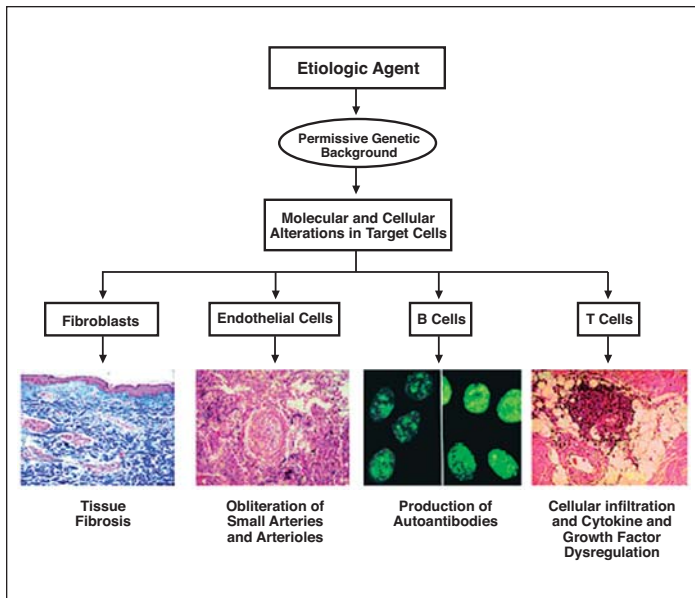 Etiologic Agent
Permissive Genetic
Background
Molecular and Cellular
Alterations in Target Cells
Fibroblasts
Endothelial Cells
B Cells
T Cells
Tissue
Fibrosis
Obliteration of
Small Arteries
and Arterioles
Production of
Autoantibodies
Cellular infiltration
and Cytokine and
Growth Factor
Dysregulation